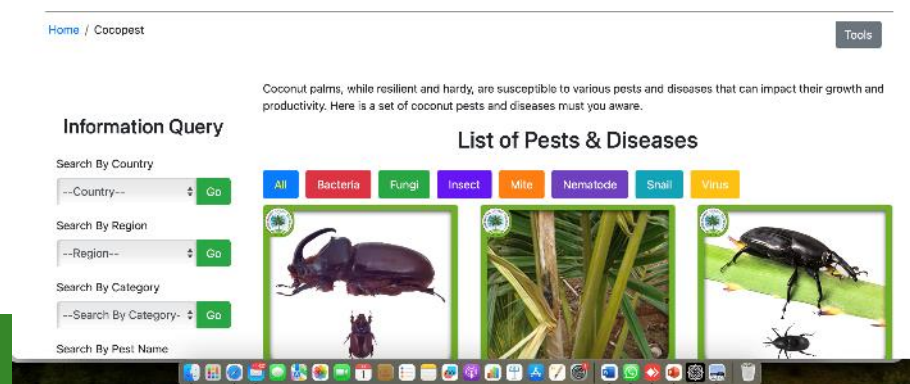 Home / Cocopest
Tools
Coconut palms, while resilient and hardy, are susceptible to various pests and diseases that can impact their growth and
productivity. Here is a set of coconut pests and diseases must you aware.
Information Query
List of Pests & Diseases
Search By Country
--Country--
Go
All
Bacteria
Fungi
Insect
Mite
Nematode
Snail
Virus
Search By Region
--Region--
Go
Search By Category
--Search By Category-
Go
Search By Pest Name